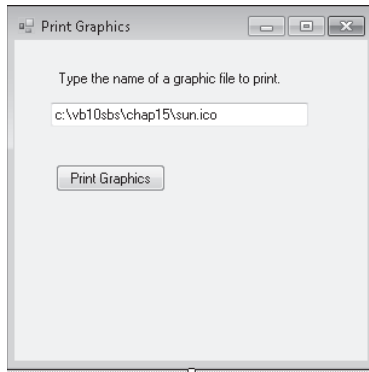 Print Graphics
Type the name of a graphic file to print.
c:\vb10sbs\chap15\sun.ico
Print Graphics